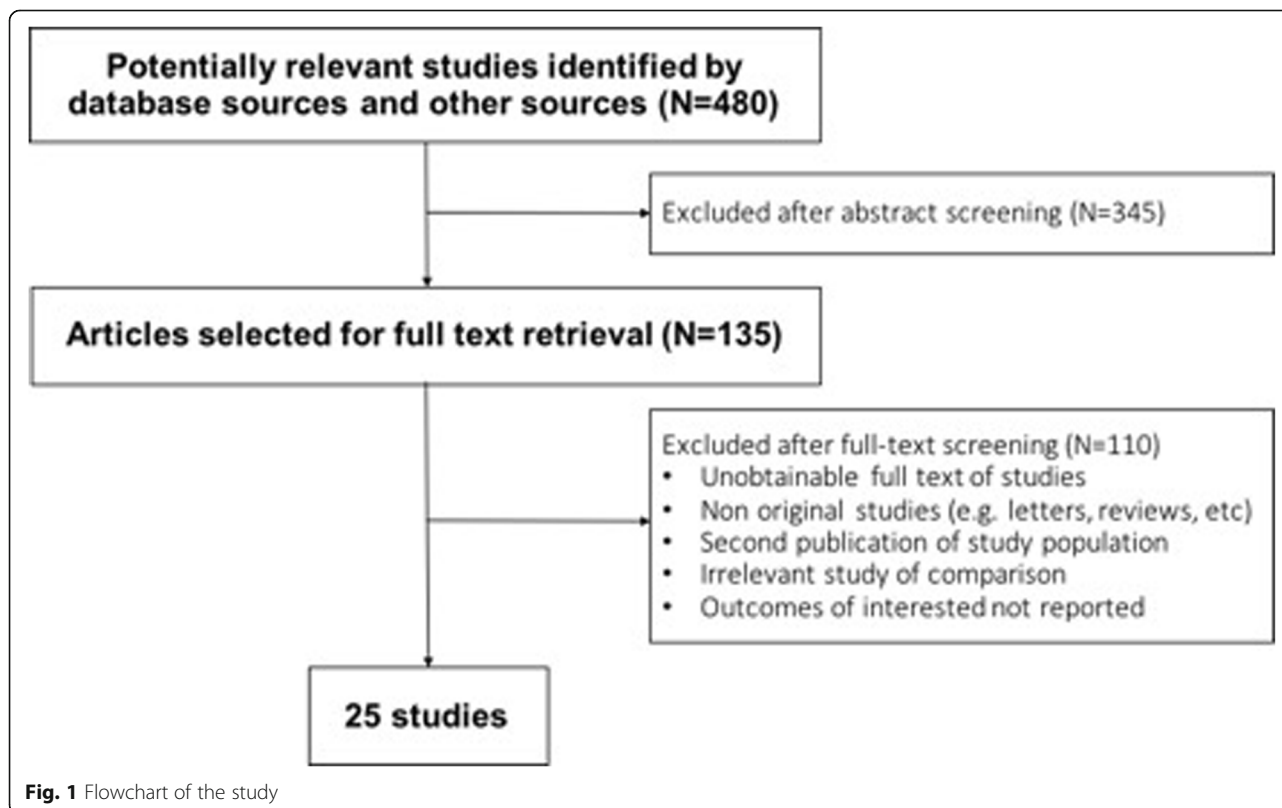 Potentially relevant studies identified by
database sources and other sources (N=480)
Excluded after abstract screening (N=345)
Articles selected for full text retrieval (N=135)
Excluded after full-text screening (N=110)
• Unobtainable full text of studies
• Non original studies (e.g. letters, reviews, etc)
• Second publication of study population
• Irrelevant study of comparison
• Outcomes of interested not reported
25 studies
Fig. 1 Flowchart of the study